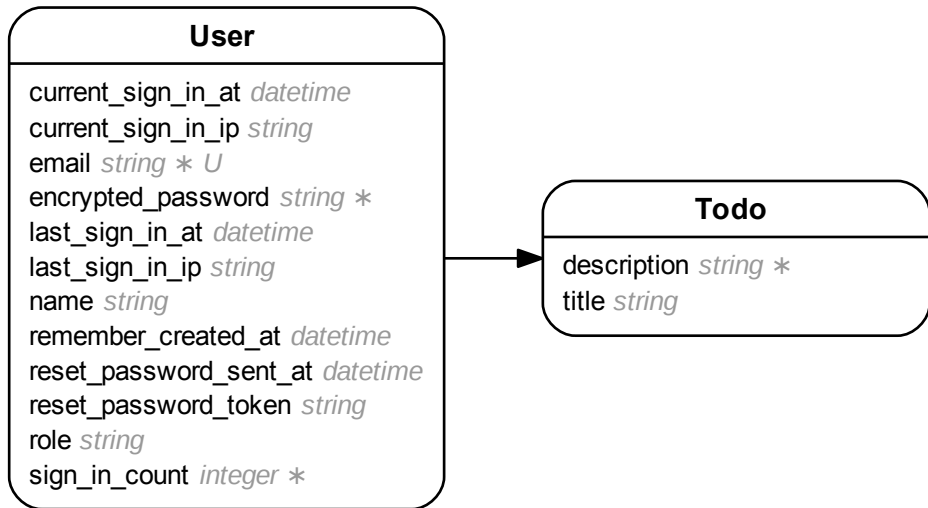 User
current_sign_in_at datetime
current_sign_in_ip string
email string ∗ U
encrypted_password string ∗
last_sign_in_at datetime
last_sign_in_ip string
name string
remember_created_at datetime
reset_password_sent_at datetime
reset_password_token string
role string
sign_in_count integer ∗
Todo
description string ∗
title string